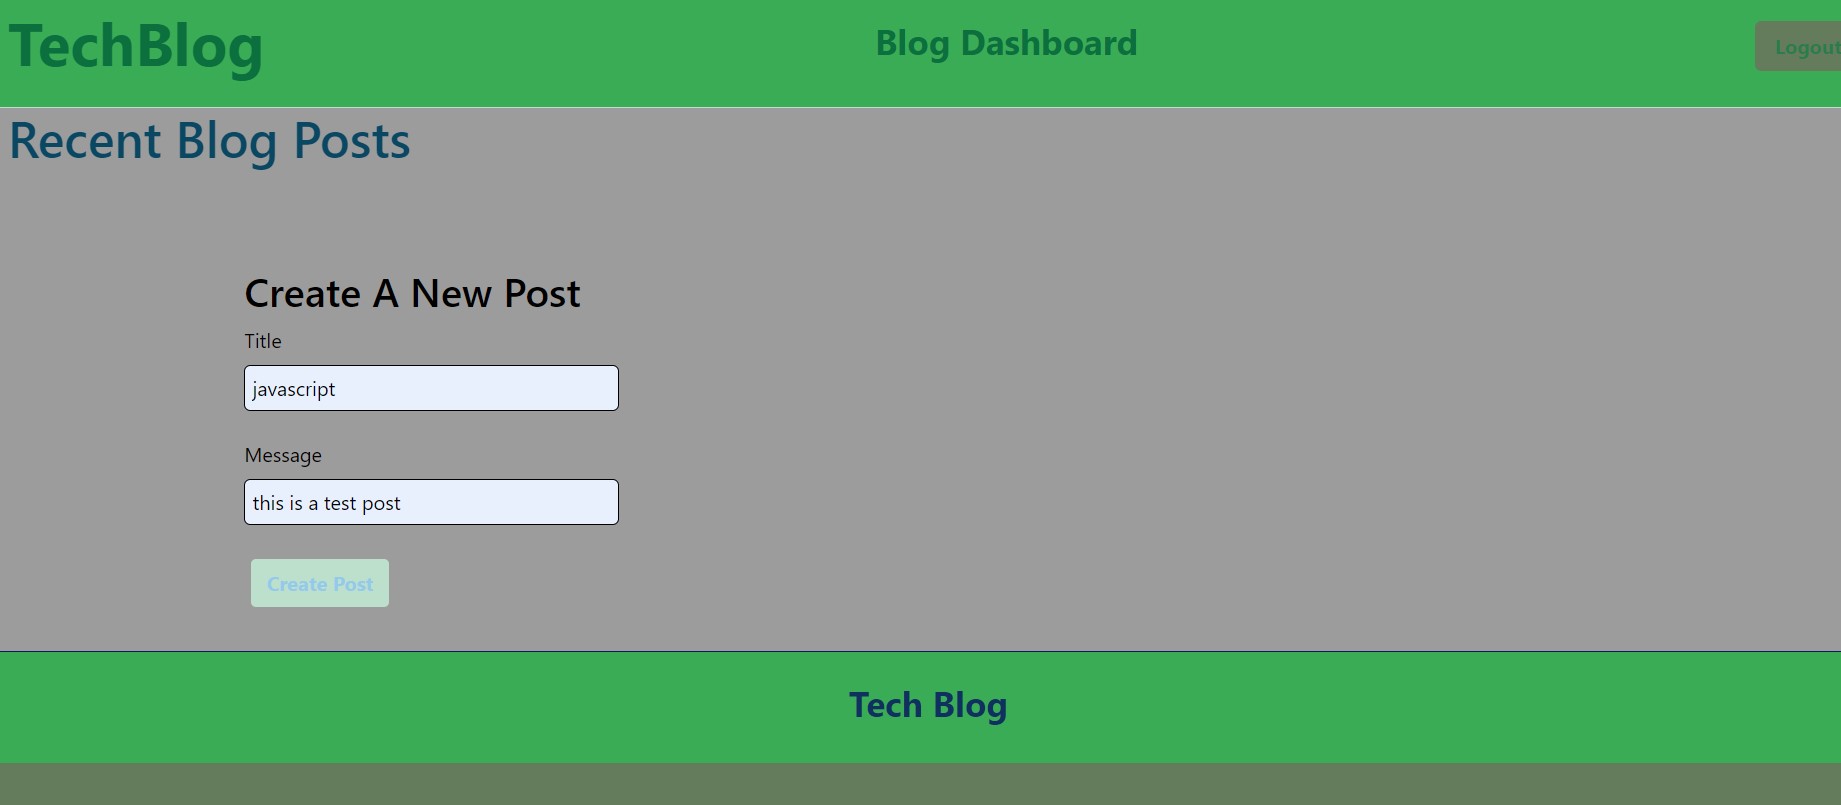 TechBlog
Blog Dashboard
Logout
Recent Blog Posts
Create A New Post
Title
javascript
Message
this is a test post
Create Post
Tech Blog